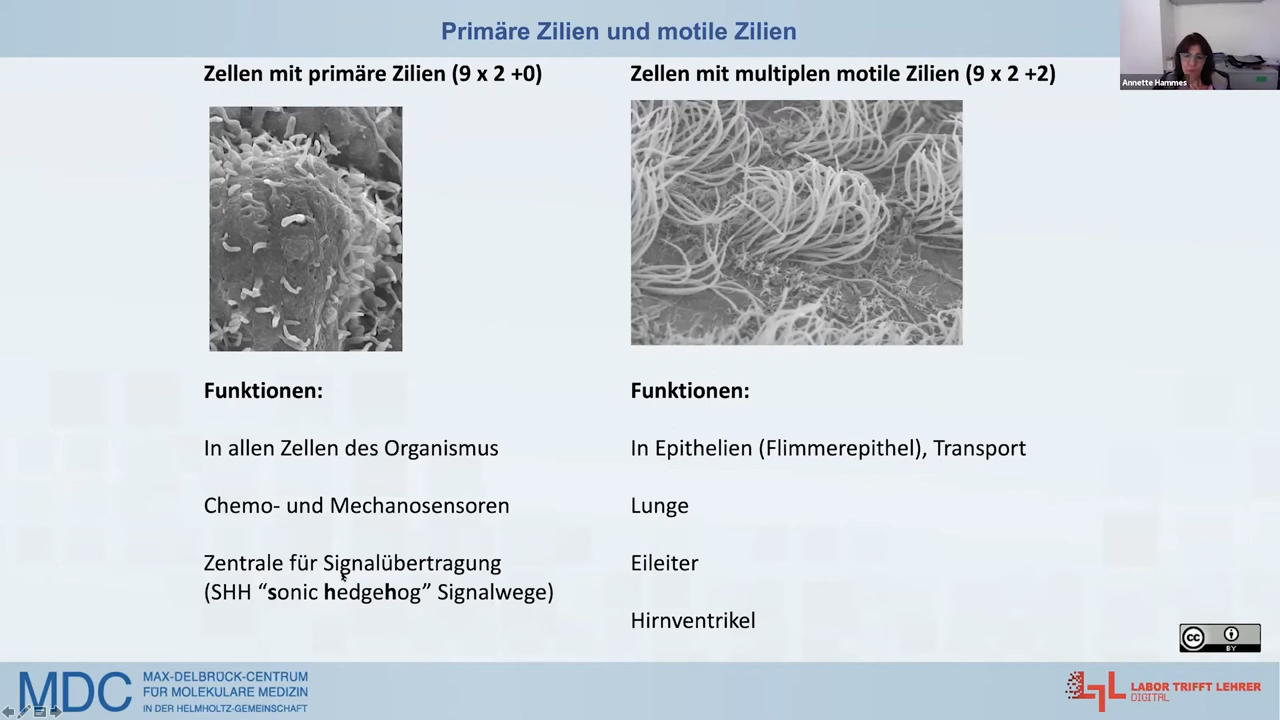 Primäre Zilien und motile Zilien
Annette Hammes
Zellen mit primäre Zilien (9 x 2 +0)
Funktionen:
In allen Zellen des Organismus
Chemo- und Mechanosensoren
Zentrale für Signalübertragung
(SHH “sonic hedgehog” Signalwege)
Zellen mit multiplen motile Zilien (9 x 2 +2)
Funktionen:
In Epithelien (Flimmerepithel), Transport
Lunge
Eileiter
Hirnventrikel
cc
BY
MDC
MAX-DELBRÜCK-CENTRUM
FÜR MOLEKULARE MEDIZIN
IN DER HELMHOLTZ-GEMEINSCHAFT
LTL
LABOR TRIFFT LEHRER
DIGITAL